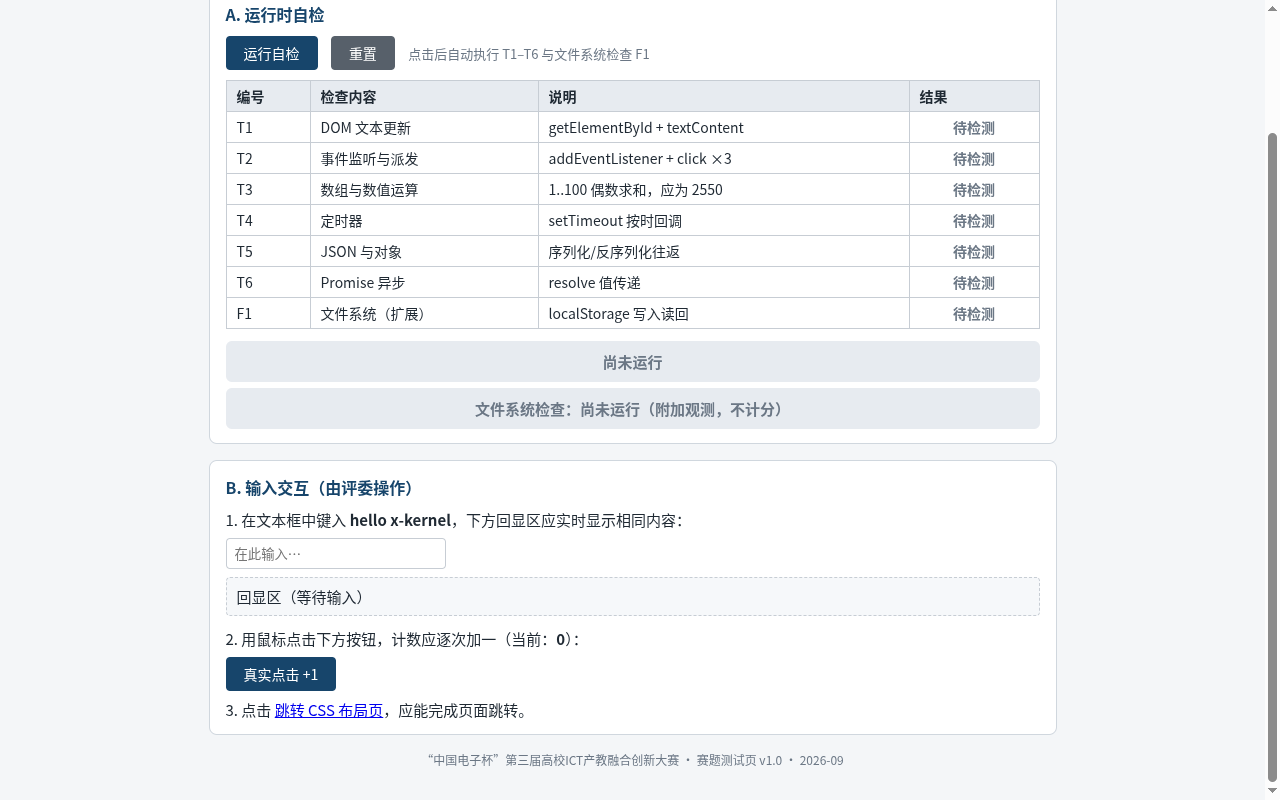 A. 运行时自检
运行自检 重置 点击后自动执行 T1–T6 与文件系统检查 F1
编号 检查内容 说明 结果
T1 DOM 文本更新 getElementById + textContent 待检测
T2 事件监听与派发 addEventListener + click ×3 待检测
T3 数组与数值运算 1..100 偶数求和，应为 2550 待检测
T4 定时器 setTimeout 按时回调 待检测
T5 JSON 与对象 序列化/反序列化往返 待检测
T6 Promise 异步 resolve 值传递 待检测
F1 文件系统（扩展） localStorage 写入读回 待检测
尚未运行
文件系统检查：尚未运行（附加观测，不计分）
B. 输入交互（由评委操作）
1. 在文本框中键入 hello x-kernel，下方回显区应实时显示相同内容：
在此输入…
回显区（等待输入）
2. 用鼠标点击下方按钮，计数应逐次加一（当前：0）：
真实点击 +1
3. 点击 跳转 CSS 布局页，应能完成页面跳转。
“中国电子杯”第三届高校ICT产教融合创新大赛 · 赛题测试页 v1.0 · 2026-09